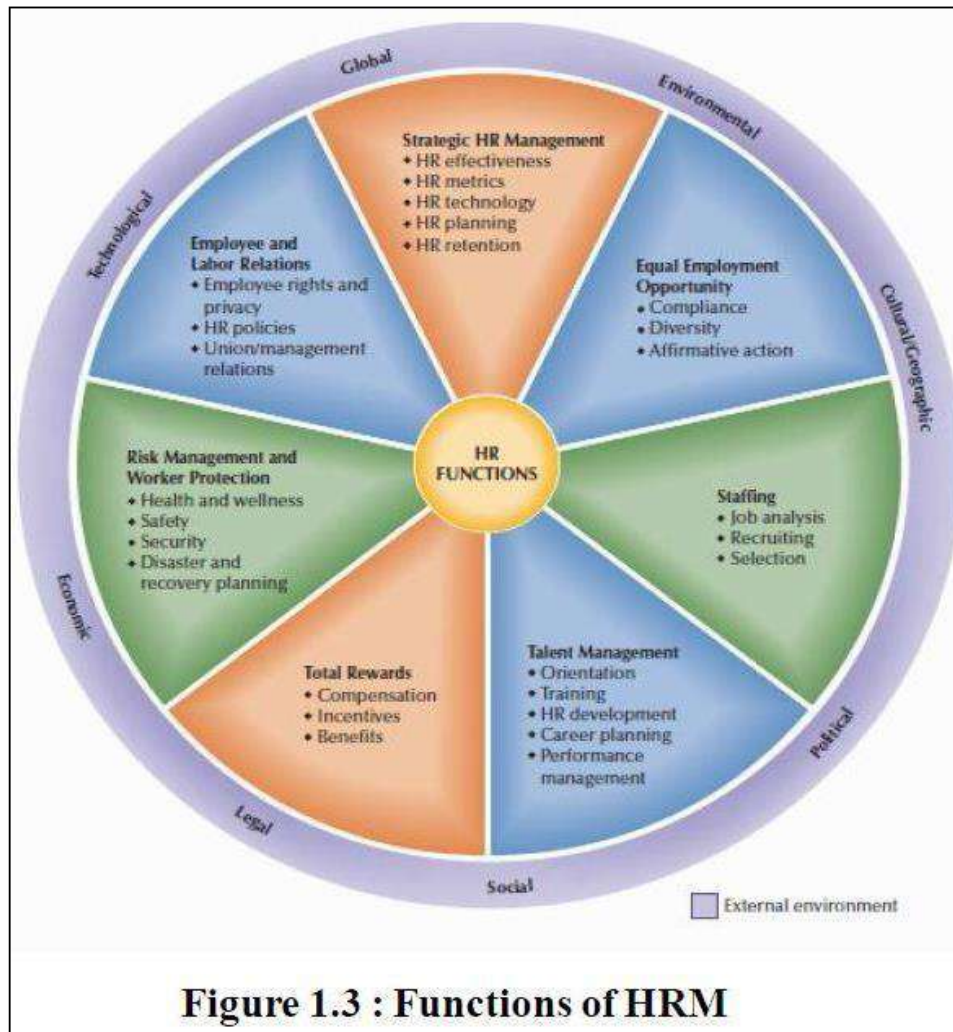 Global
Environmental
Technological
Cultural/Geographic
Economic
Political
Legal
Social
Strategic HR Management
◆ HR effectiveness
◆ HR metrics
◆ HR technology
◆ HR planning
◆ HR retention
Employee and
Labor Relations
◆ Employee rights and
privacy
◆ HR policies
◆ Union/management
relations
Equal Employment
Opportunity
◆ Compliance
◆ Diversity
◆ Affirmative action
HR
FUNCTIONS
Risk Management and
Worker Protection
◆ Health and wellness
◆ Safety
◆ Security
◆ Disaster and
recovery planning
Staffing
◆ Job analysis
◆ Recruiting
◆ Selection
Total Rewards
◆ Compensation
◆ Incentives
◆ Benefits
Talent Management
◆ Orientation
◆ Training
◆ HR development
◆ Career planning
◆ Performance
management
External environment
Figure 1.3 : Functions of HRM